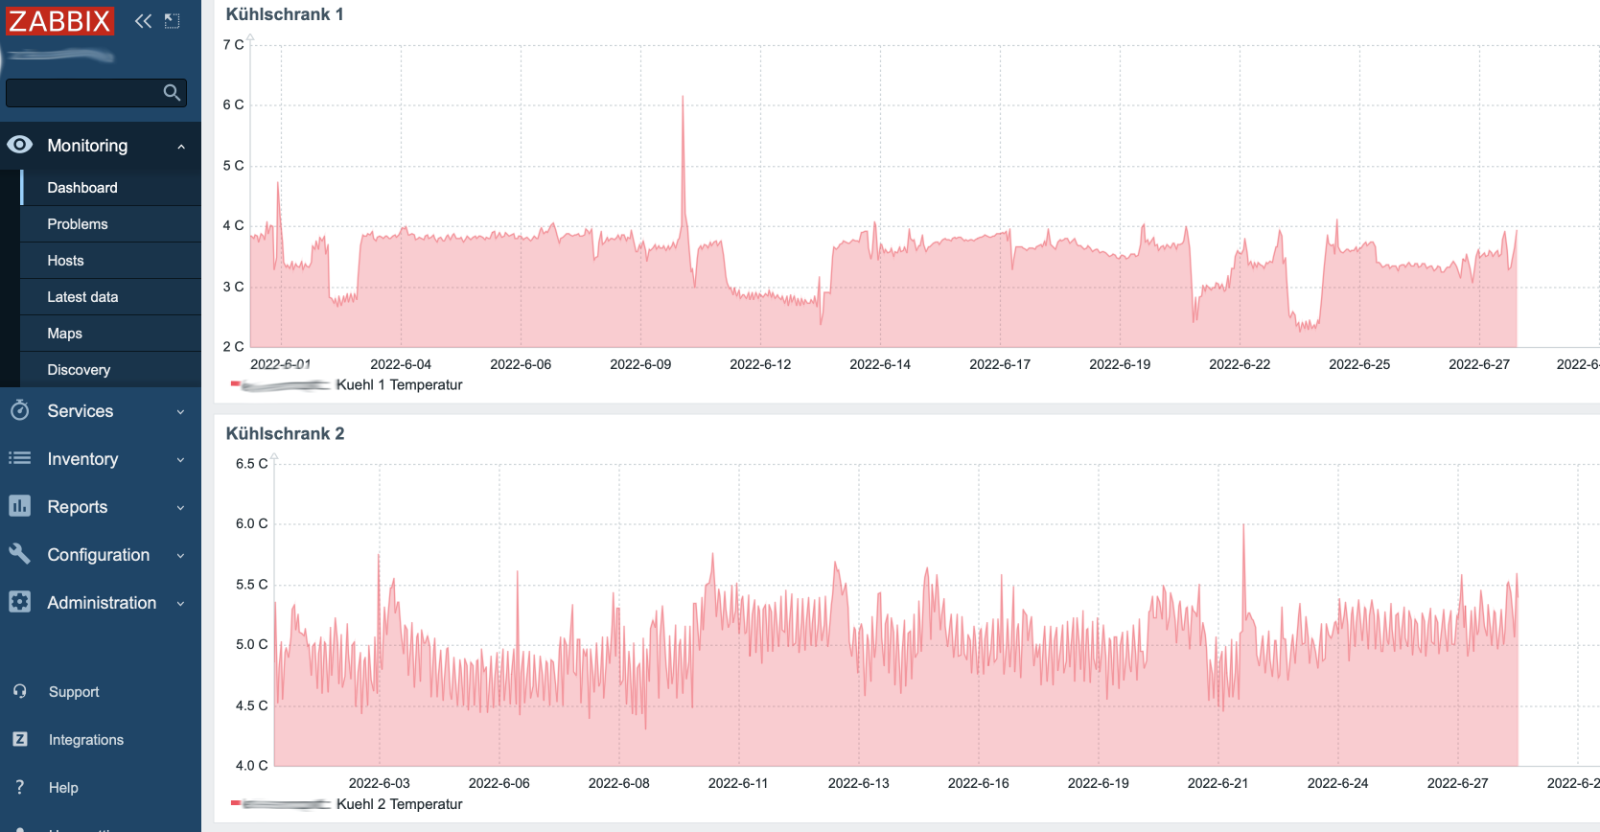 ZABBIX
Monitoring
Dashboard
Problems
Hosts
Latest data
Maps
Discovery
Services
Inventory
Reports
Configuration
Administration
Support
Integrations
Help
Kühlschrank 1
7 C
6 C
5 C
4 C
3 C
2 C
2022-6-01 2022-6-04 2022-6-06 2022-6-09 2022-6-12 2022-6-14 2022-6-17 2022-6-19 2022-6-22 2022-6-25 2022-6-27 2022-6-
Kuehl 1 Temperatur
Kühlschrank 2
6.5 C
6.0 C
5.5 C
5.0 C
4.5 C
4.0 C
2022-6-03 2022-6-06 2022-6-08 2022-6-11 2022-6-13 2022-6-16 2022-6-19 2022-6-21 2022-6-24 2022-6-27 2022-6-2
Kuehl 2 Temperatur